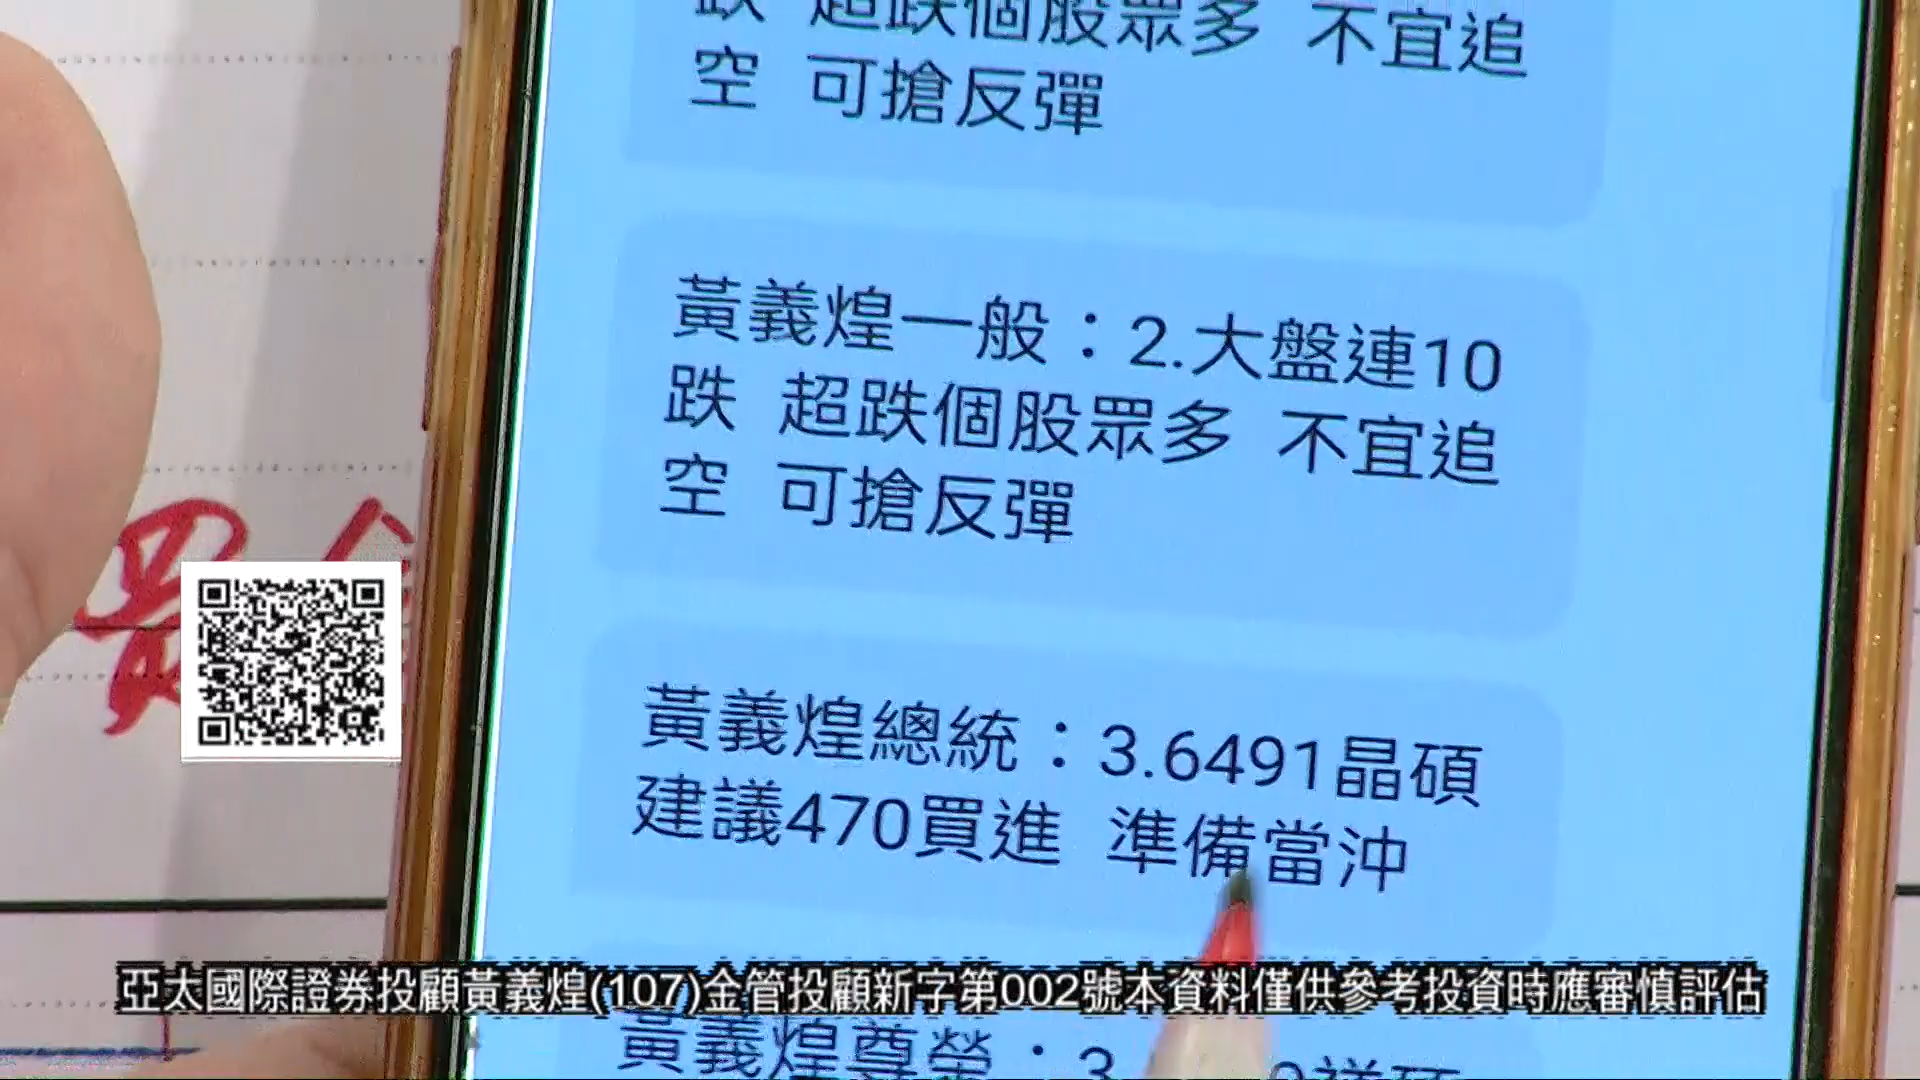 跌 超跌個股眾多 不宜追
空 可搶反彈
黃義煌一般：2.大盤連10
跌 超跌個股眾多 不宜追
空 可搶反彈
黃義煌總統：3.6491晶碩
建議470買進 準備當沖
買
亞太國際證券投顧黃義煌(107)金管投顧新字第002號本資料僅供參考投資時應審慎評估
黃義煌尊榮：3